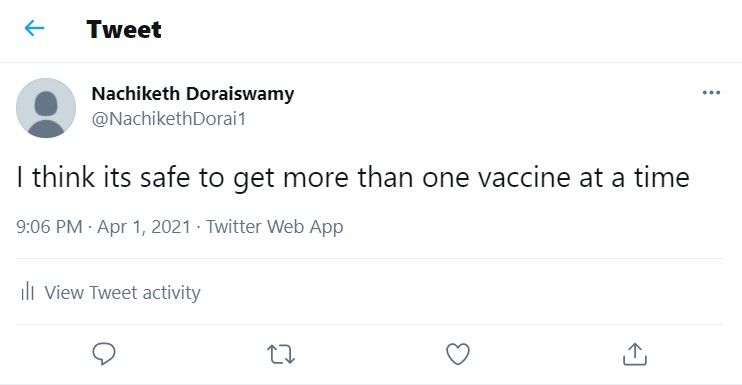 Tweet
Nachiketh Doraiswamy
@NachikethDorai1
I think its safe to get more than one vaccine at a time
9:06 PM · Apr 1, 2021 · Twitter Web App
View Tweet activity